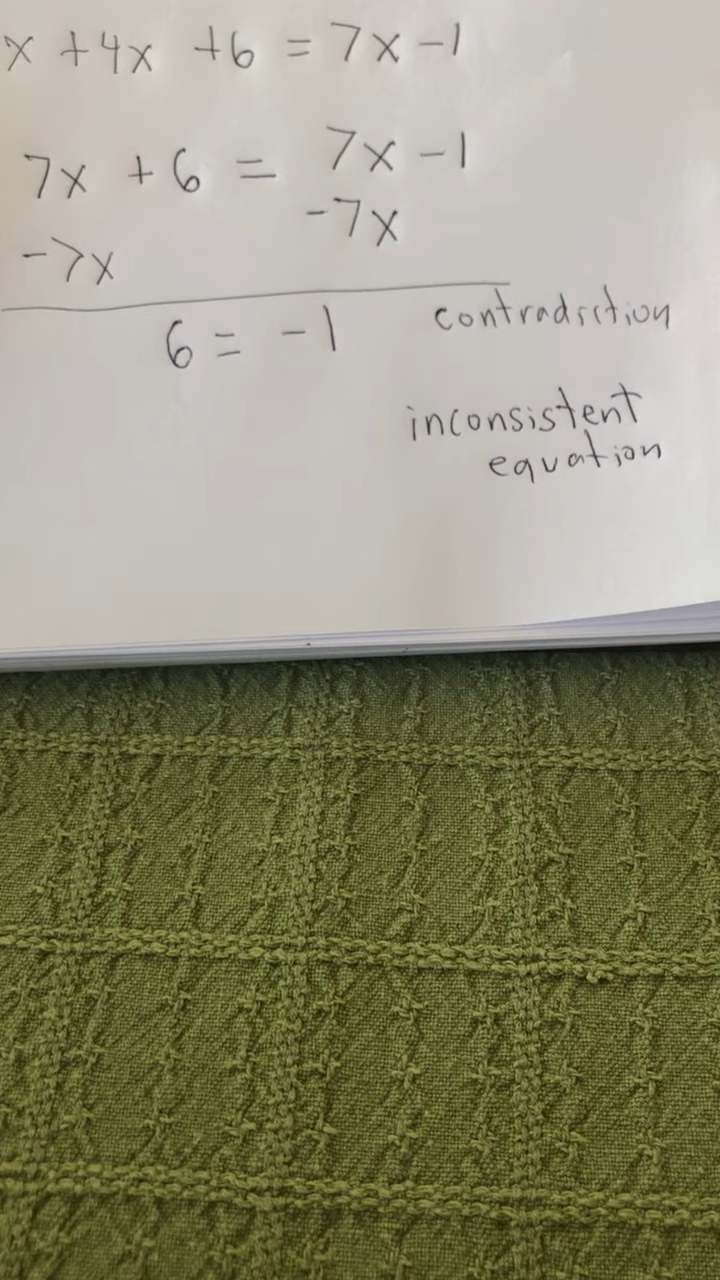 x + 4x + 6 = 7x - 1
7x + 6 = 7x - 1
-7x
-7x
6 = -1 contradiction
inconsistent
equation